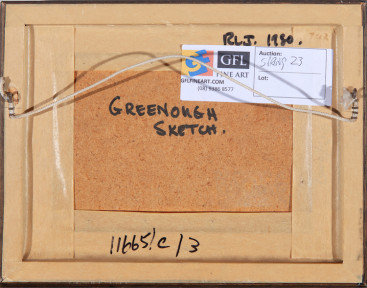 RLJ. 1980.
GFL
FINE ART
GFLFINEART.COM
Auction:
Lot:
GREENOUGH
SKETCH.
11665!c/3